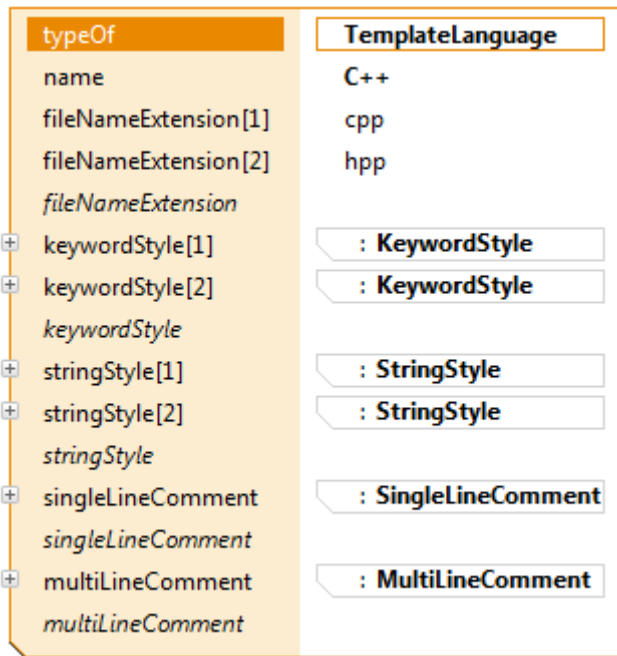 typeOf TemplateLanguage
name C++
fileNameExtension[1] cpp
fileNameExtension[2] hpp
fileNameExtension
keywordStyle[1] : KeywordStyle
keywordStyle[2] : KeywordStyle
keywordStyle
stringStyle[1] : StringStyle
stringStyle[2] : StringStyle
stringStyle
singleLineComment : SingleLineComment
singleLineComment
multiLineComment : MultiLineComment
multiLineComment